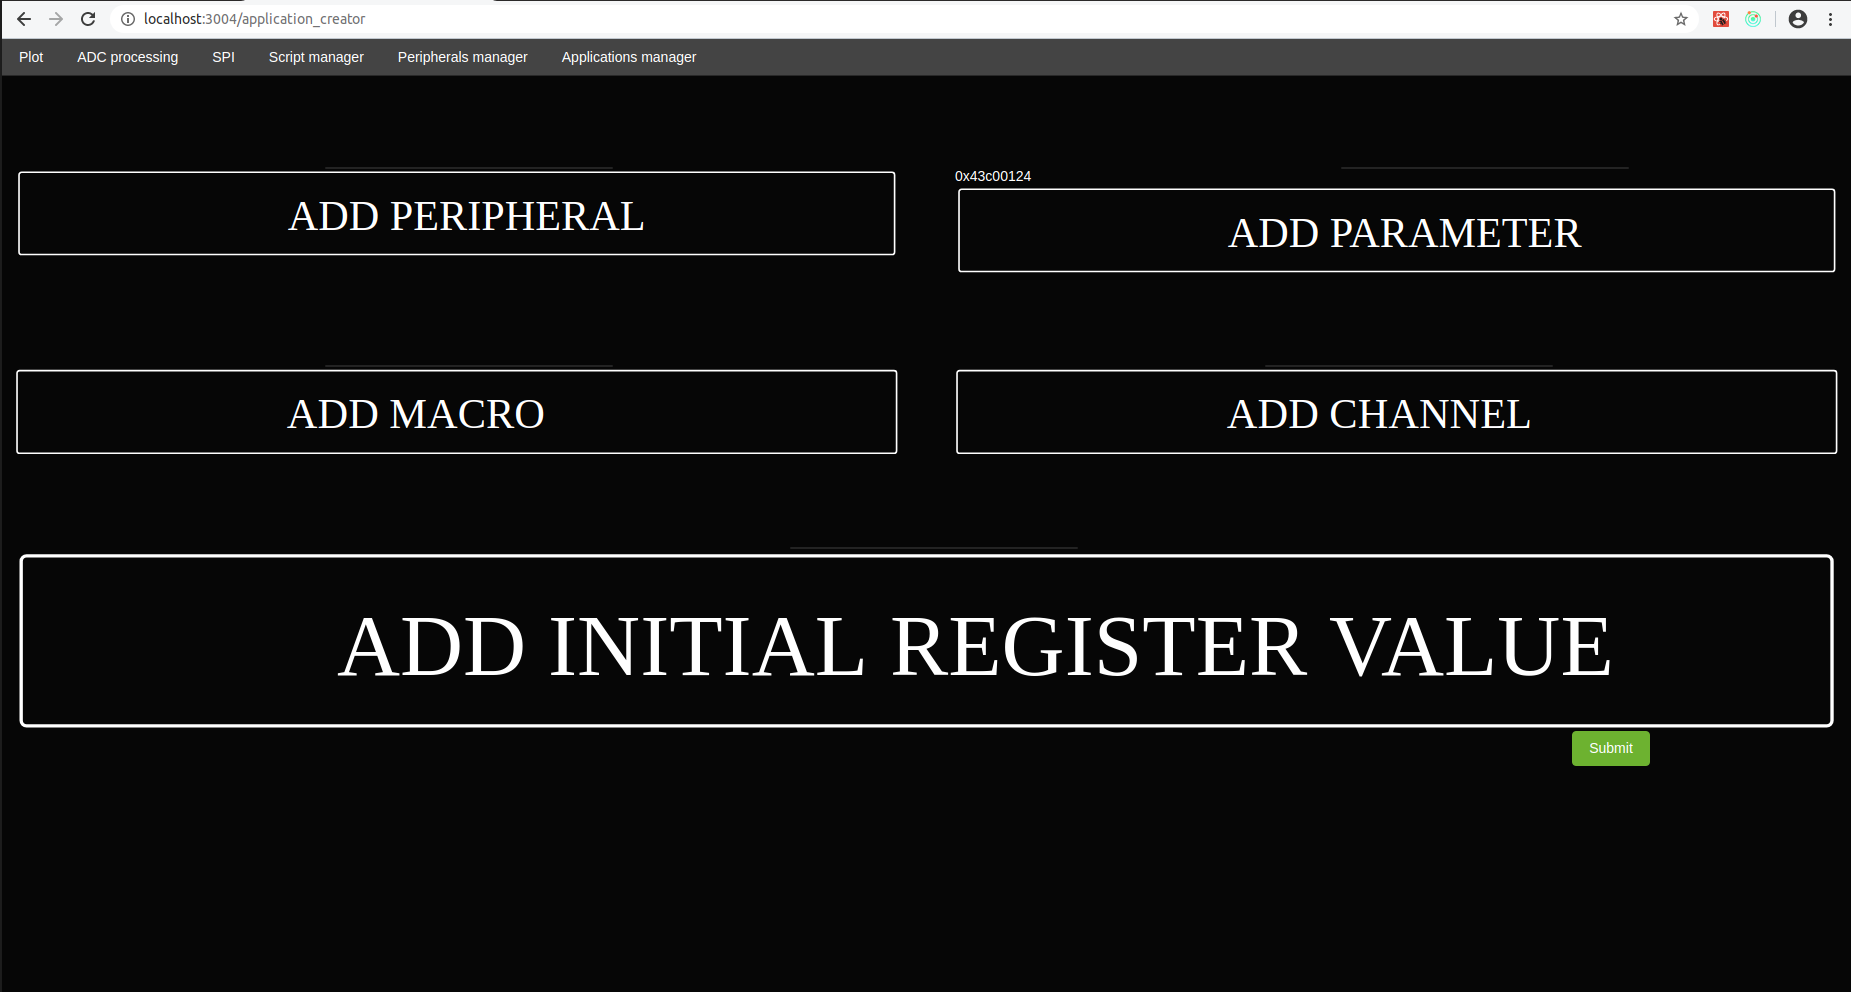 localhost:3004/application_creator
Plot ADC processing SPI Script manager Peripherals manager Applications manager
0x43c00124
ADD PERIPHERAL
ADD PARAMETER
ADD MACRO
ADD CHANNEL
ADD INITIAL REGISTER VALUE
Submit